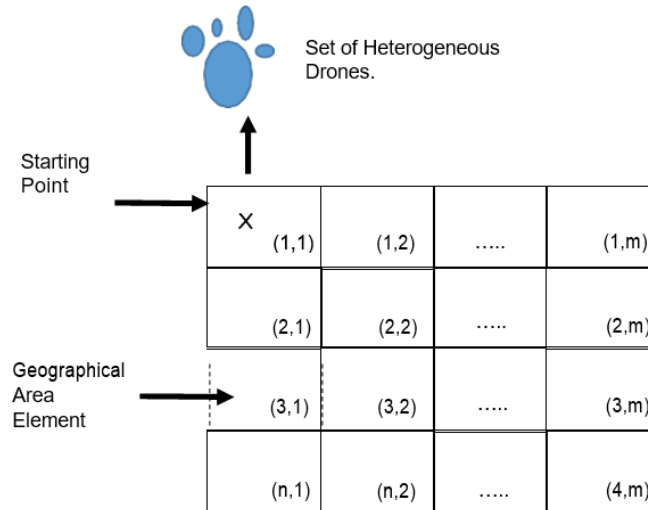 Set of Heterogeneous
Drones.
Starting
Point
X
(1,1) (1,2) ..... (1,m)
(2,1) (2,2) ..... (2,m)
Geographical
Area
Element
(3,1) (3,2) ..... (3,m)
(n,1) (n,2) ..... (4,m)